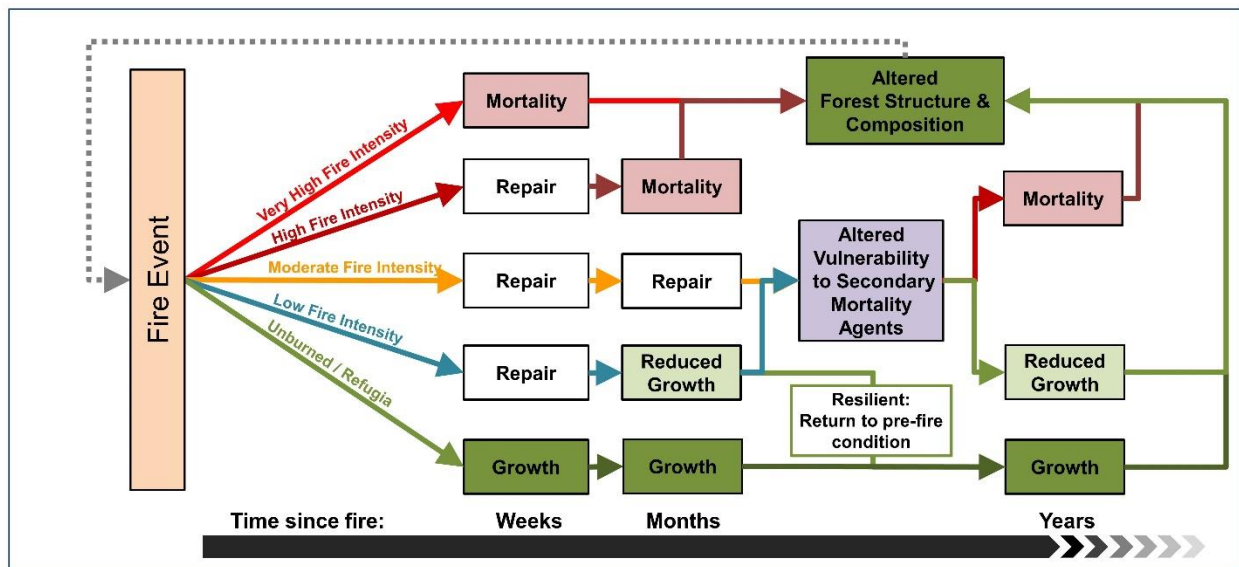 Fire Event
Very High Fire Intensity
High Fire Intensity
Moderate Fire Intensity
Low Fire Intensity
Unburned / Refugia
Mortality
Repair
Repair
Repair
Growth
Mortality
Repair
Reduced
Growth
Growth
Altered
Forest Structure &
Composition
Altered
Vulnerability
to Secondary
Mortality
Agents
Resilient:
Return to pre-fire
condition
Mortality
Reduced
Growth
Growth
Time since fire:
Weeks
Months
Years